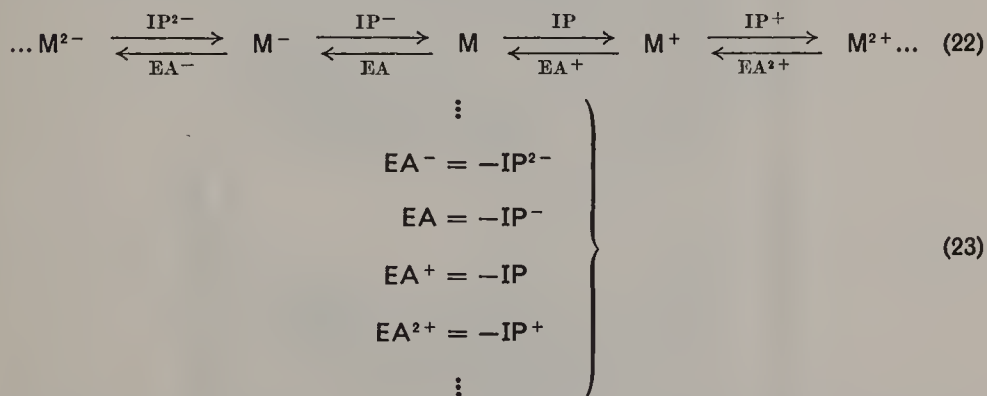 ... M²⁻ ⇄ M⁻ ⇄ M ⇄ M⁺ ⇄ M²⁺ ... (22)
IP²⁻ IP⁻ IP IP⁺
EA⁻ EA EA⁺ EA²⁺
⋮
EA⁻ = −IP²⁻
EA = −IP⁻
(23)
EA⁺ = −IP
EA²⁺ = −IP⁺
⋮